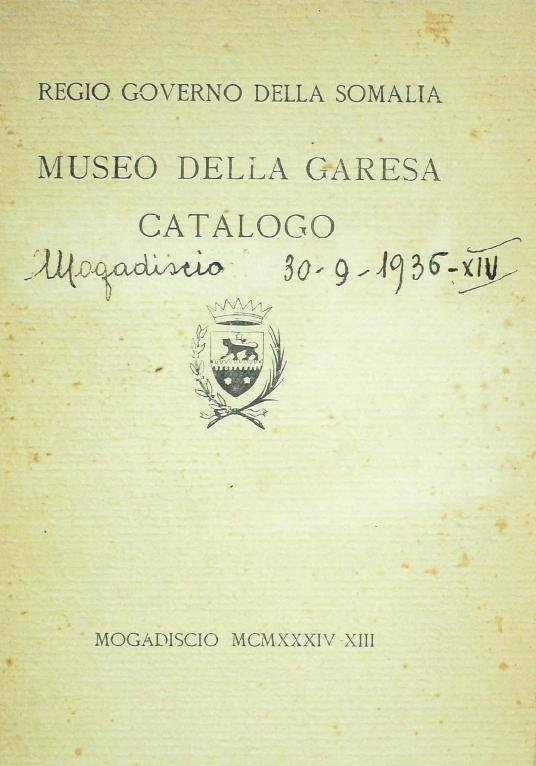 REGIO GOVERNO DELLA SOMALIA
MUSEO DELLA GARESA
CATALOGO
Mogadiscio 30-9-1936-XIV
MOGADISCIO MCMXXXIV-XIII